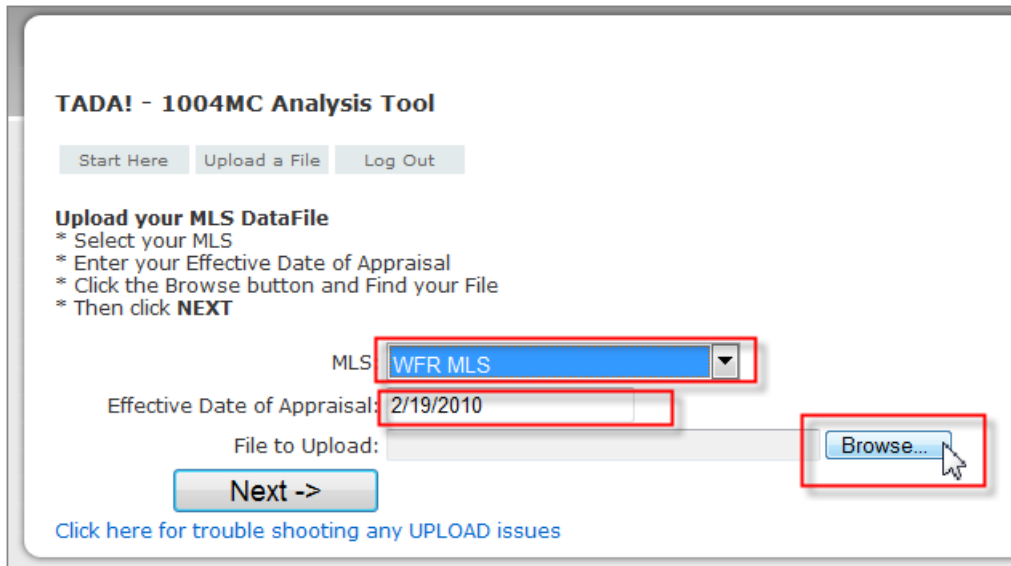 TADA! - 1004MC Analysis Tool
Start Here Upload a File Log Out
Upload your MLS DataFile
* Select your MLS
* Enter your Effective Date of Appraisal
* Click the Browse button and Find your File
* Then click NEXT
MLS: WFR MLS
Effective Date of Appraisal: 2/19/2010
File to Upload: Browse...
Next ->
Click here for trouble shooting any UPLOAD issues